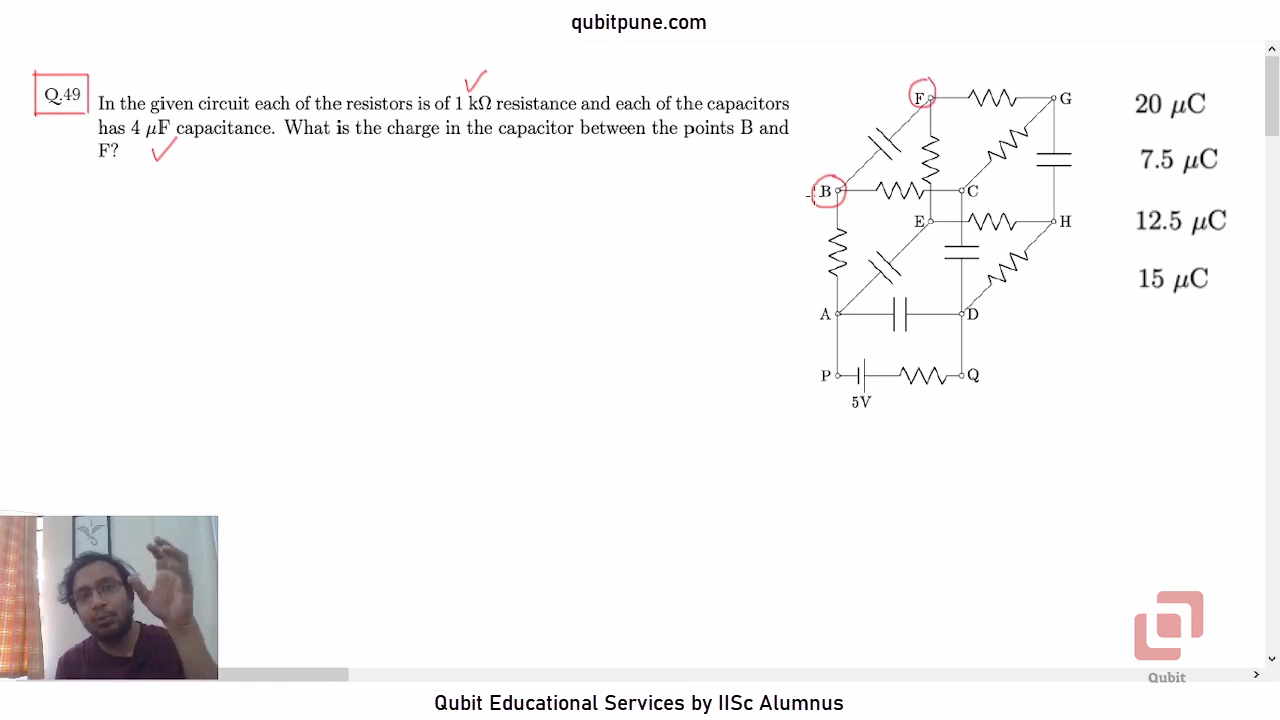 qubitpune.com
Q.49
In the given circuit each of the resistors is of 1 kΩ resistance and each of the capacitors
has 4 μF capacitance. What is the charge in the capacitor between the points B and
F?
F
G
B
C
E
H
A
D
P
Q
5V
20 μC
7.5 μC
12.5 μC
15 μC
Qubit
Qubit Educational Services by IISc Alumnus